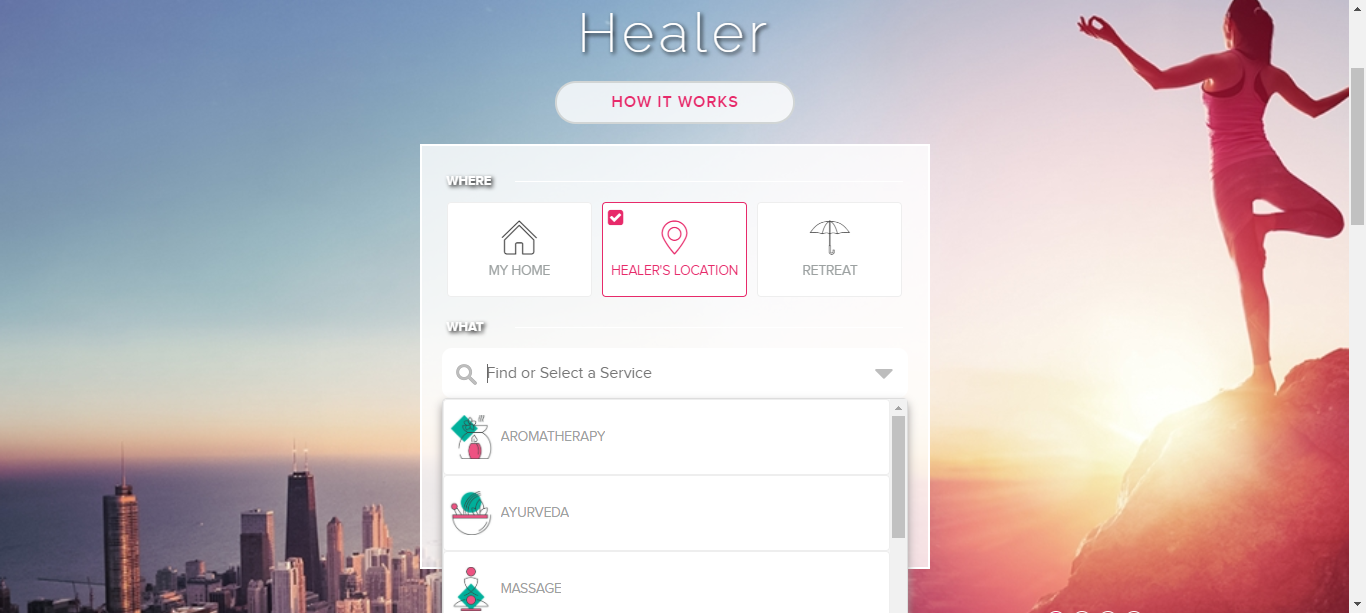 Healer
HOW IT WORKS
WHERE
MY HOME
HEALER'S LOCATION
RETREAT
WHAT
Find or Select a Service
AROMATHERAPY
AYURVEDA
MASSAGE